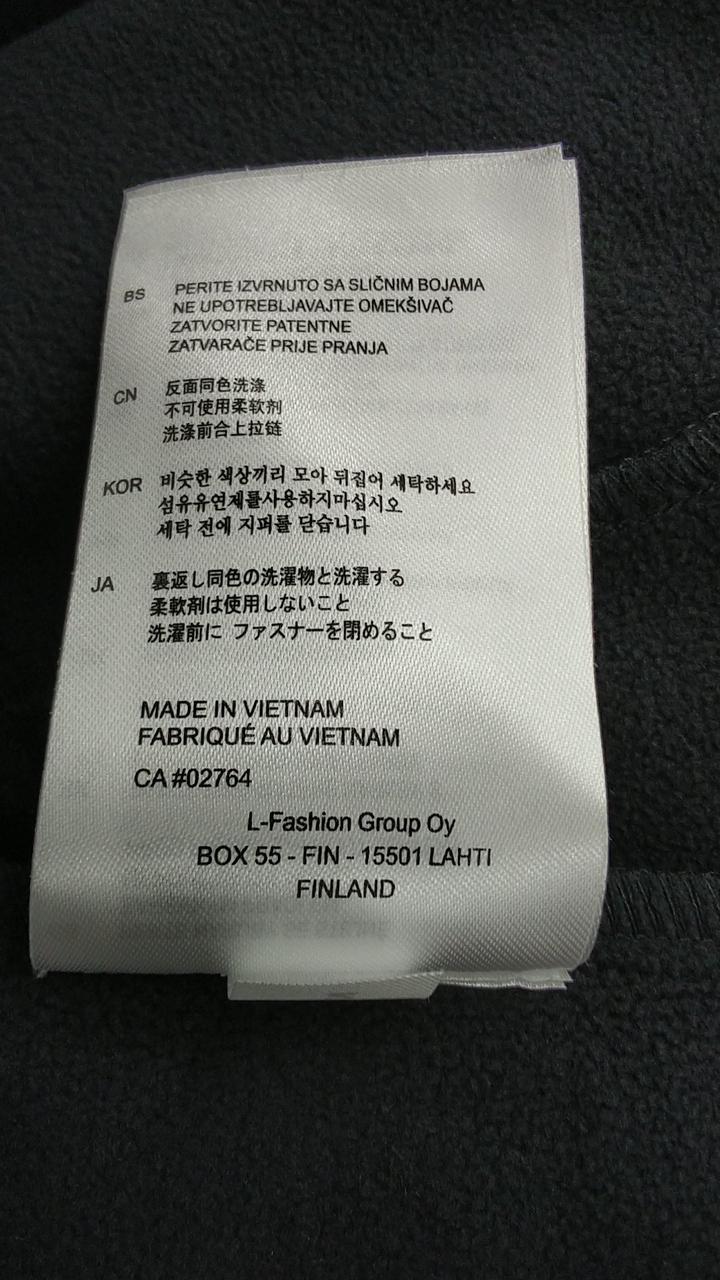 BS PERITE IZVRNUTO SA SLIČNIM BOJAMA
NE UPOTREBLJAVAJTE OMEKŠIVAČ
ZATVORITE PATENTNE
ZATVARAČE PRIJE PRANJA
CN 反面同色洗涤
不可使用柔软剂
洗涤前合上拉链
KOR 비슷한 색상끼리 모아 뒤집어 세탁하세요
섬유유연제를사용하지마십시오
세탁 전에 지퍼를 닫습니다
JA 裏返し同色の洗濯物と洗濯する
柔軟剤は使用しないこと
洗濯前に ファスナーを閉めること
MADE IN VIETNAM
FABRIQUÉ AU VIETNAM
CA #02764
L-Fashion Group Oy
BOX 55 - FIN - 15501 LAHTI
FINLAND